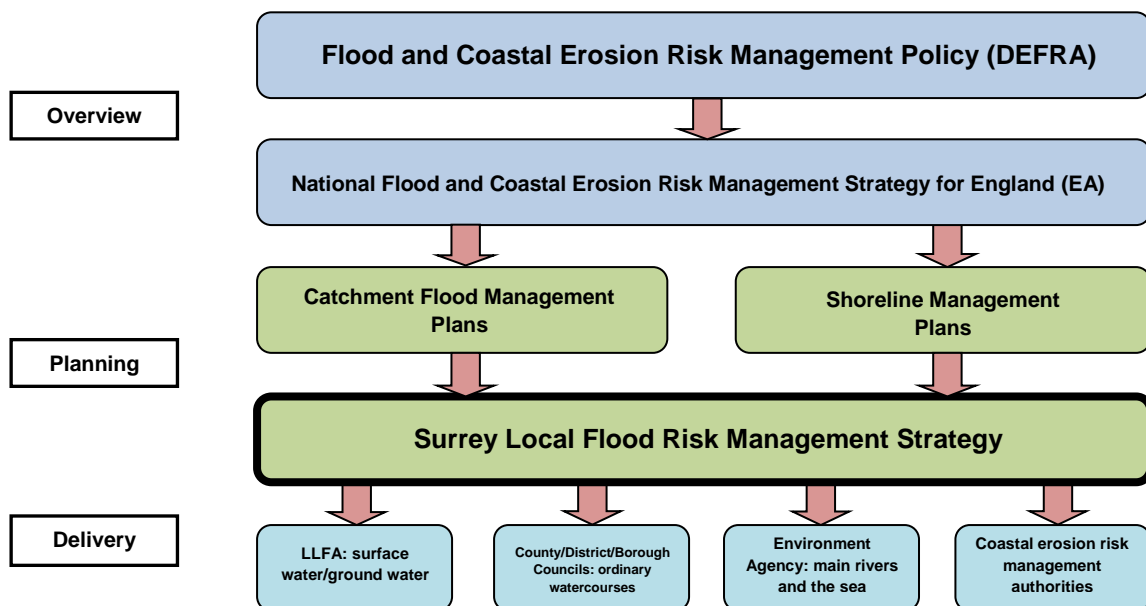 Flood and Coastal Erosion Risk Management Policy (DEFRA)
Overview
National Flood and Coastal Erosion Risk Management Strategy for England (EA)
Catchment Flood Management
Plans
Shoreline Management
Plans
Planning
Surrey Local Flood Risk Management Strategy
Delivery
LLFA: surface
water/ground water
County/District/Borough
Councils: ordinary
watercourses
Environment
Agency: main rivers
and the sea
Coastal erosion risk
management
authorities